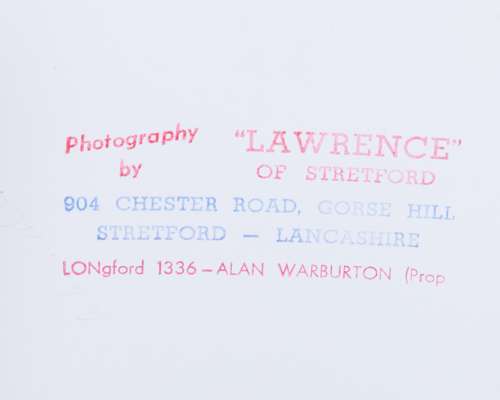 Photography by
"LAWRENCE"
OF STRETFORD
904 CHESTER ROAD, GORSE HILL
STRETFORD — LANCASHIRE
LONgford 1336 – ALAN WARBURTON (Prop